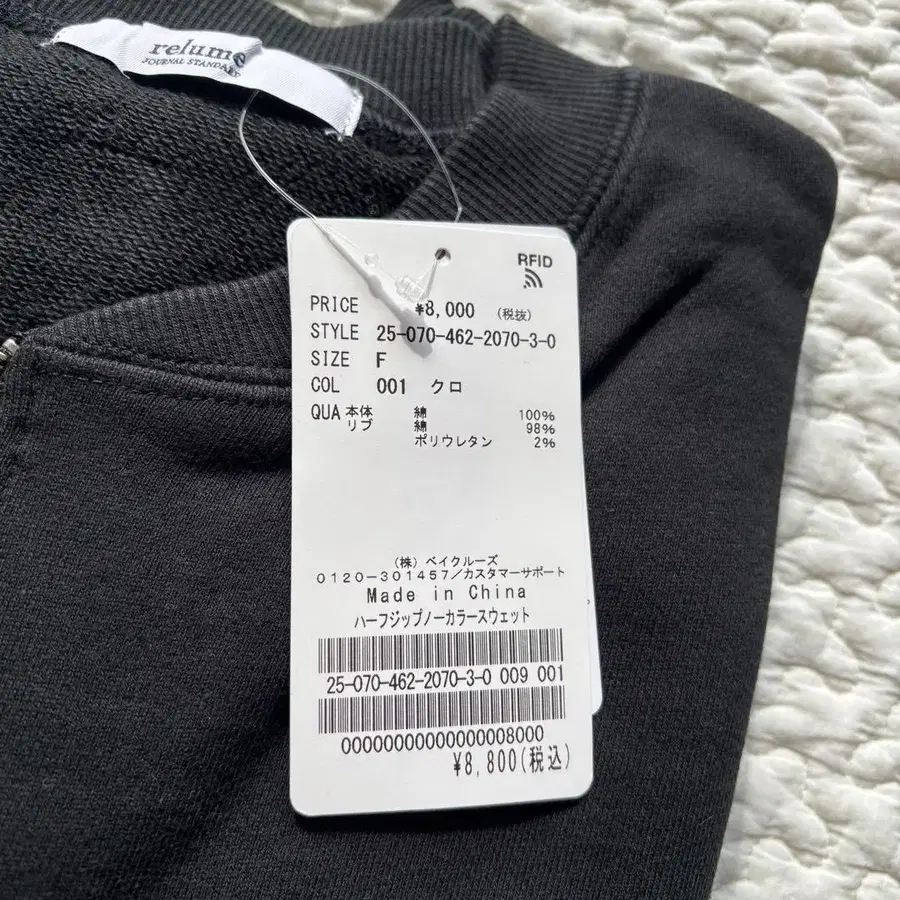 relume
JOURNAL STANDARD
RFID
PRICE ¥8,000 (税抜)
STYLE 25-070-462-2070-3-0
SIZE F
COL 001 クロ
QUA 本体 綿 100%
リブ 綿 98%
ポリウレタン 2%
(株) ベイクルーズ
0120-301457/カスタマーサポート
Made in China
ハーフジップノーカラースウェット
25-070-462-2070-3-0 009 001
00000000000000008000
¥8,800(税込)